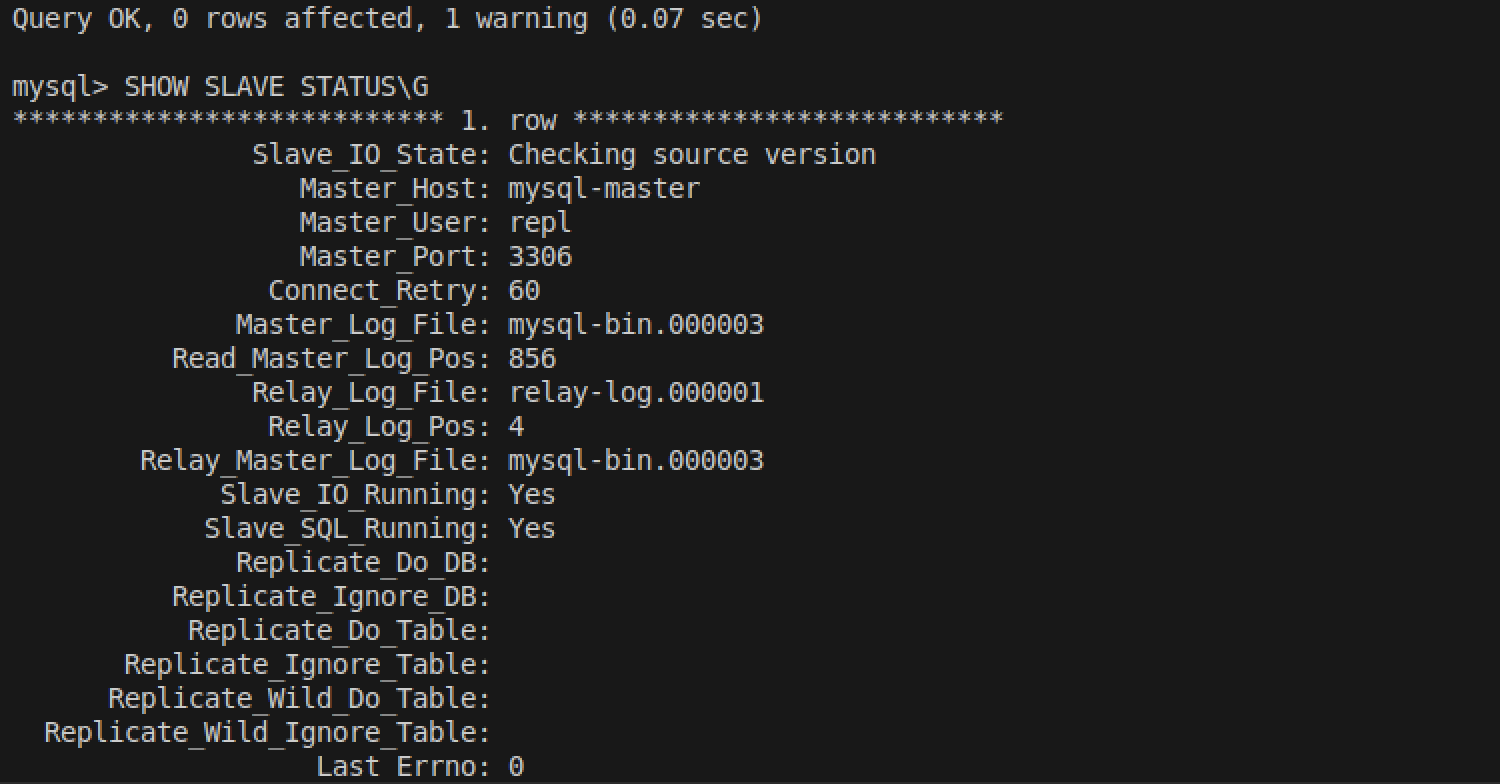 Query OK, 0 rows affected, 1 warning (0.07 sec)
mysql> SHOW SLAVE STATUS\G
*************************** 1. row ***************************
Slave_IO_State: Checking source version
Master_Host: mysql-master
Master_User: repl
Master_Port: 3306
Connect_Retry: 60
Master_Log_File: mysql-bin.000003
Read_Master_Log_Pos: 856
Relay_Log_File: relay-log.000001
Relay_Log_Pos: 4
Relay_Master_Log_File: mysql-bin.000003
Slave_IO_Running: Yes
Slave_SQL_Running: Yes
Replicate_Do_DB:
Replicate_Ignore_DB:
Replicate_Do_Table:
Replicate_Ignore_Table:
Replicate_Wild_Do_Table:
Replicate_Wild_Ignore_Table:
Last_Errno: 0